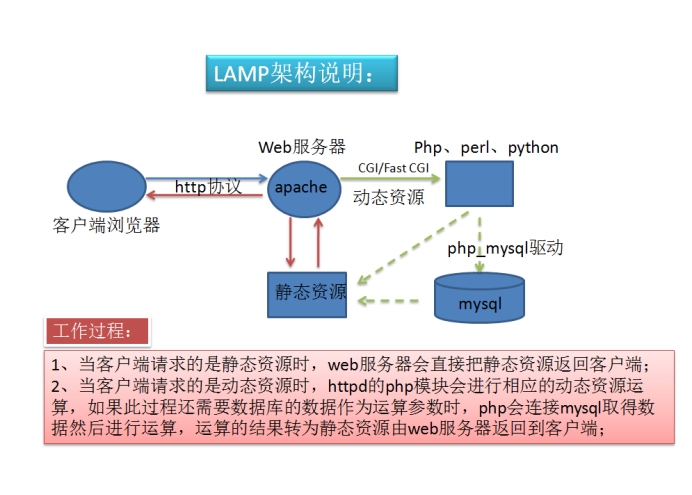 LAMP架构说明：
Web服务器
Php、perl、python
CGI/Fast CGI
http协议
apache
动态资源
客户端浏览器
php_mysql驱动
静态资源
mysql
工作过程：
1、当客户端请求的是静态资源时，web服务器会直接把静态资源返回客户端；
2、当客户端请求的是动态资源时，httpd的php模块会进行相应的动态资源运
算，如果此过程还需要数据库的数据作为运算参数时，php会连接mysql取得数
据然后进行运算，运算的结果转为静态资源由web服务器返回到客户端；